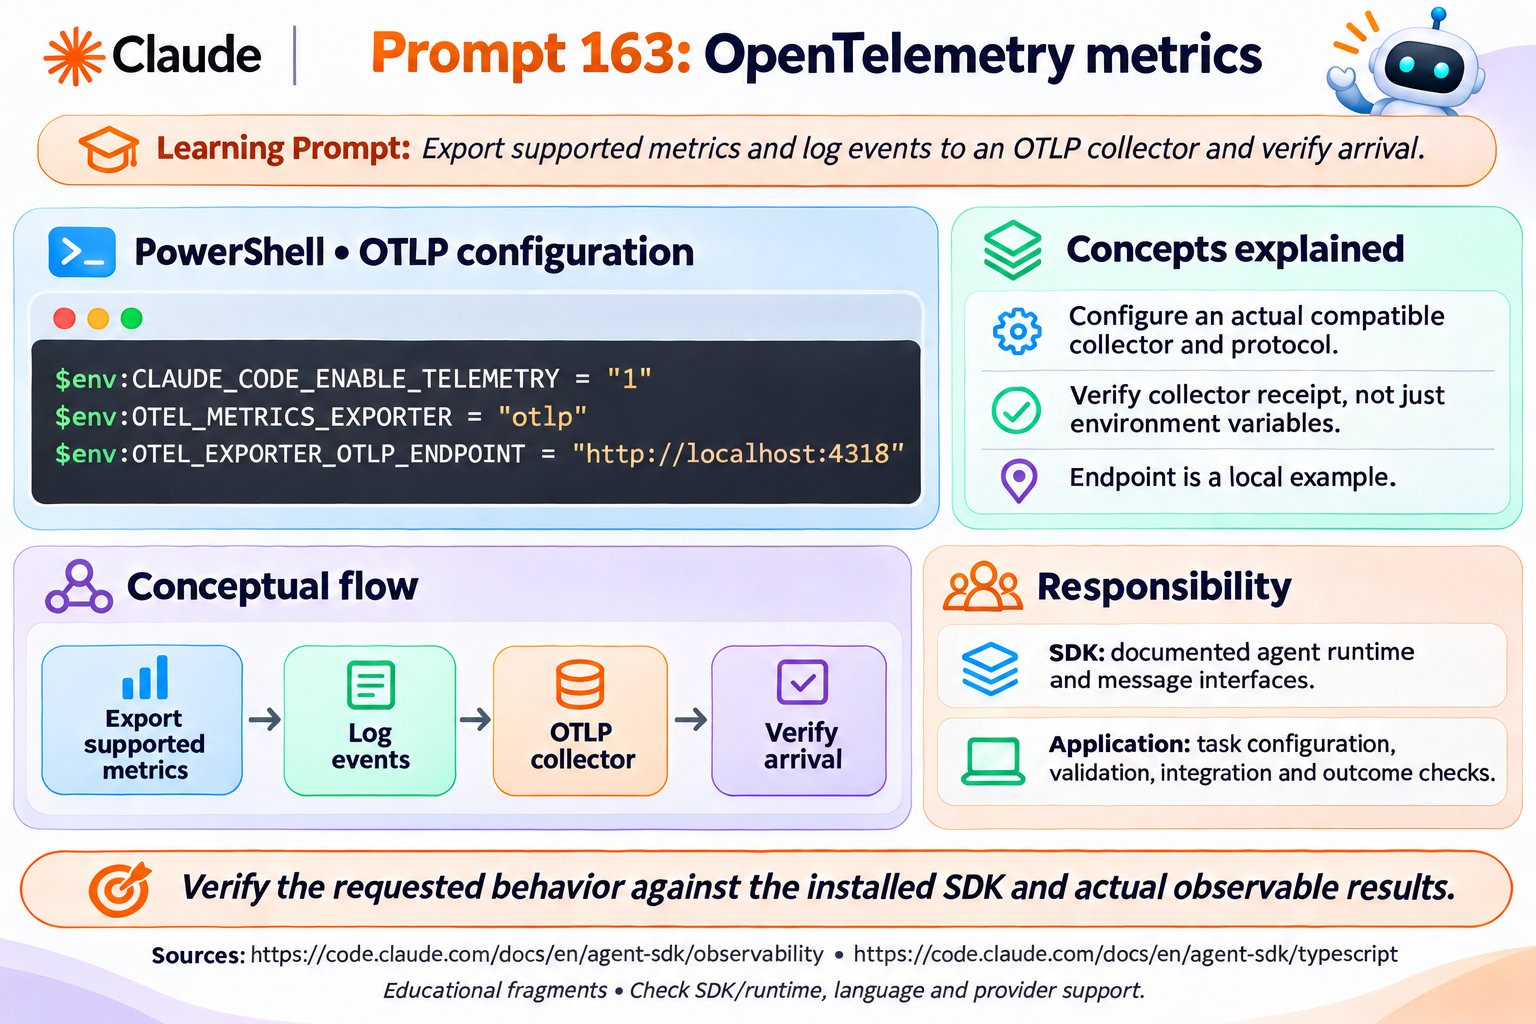 Claude
Prompt 163: OpenTelemetry metrics
Learning Prompt: Export supported metrics and log events to an OTLP collector and verify arrival.
PowerShell • OTLP configuration
$env:CLAUDE_CODE_ENABLE_TELEMETRY = "1"
$env:OTEL_METRICS_EXPORTER = "otlp"
$env:OTEL_EXPORTER_OTLP_ENDPOINT = "http://localhost:4318"
Concepts explained
Configure an actual compatible
collector and protocol.
Verify collector receipt, not just
environment variables.
Endpoint is a local example.
Conceptual flow
Export
supported
metrics
Log
events
OTLP
collector
Verify
arrival
Responsibility
SDK: documented agent runtime
and message interfaces.
Application: task configuration,
validation, integration and outcome checks.
Verify the requested behavior against the installed SDK and actual observable results.
Sources: https://code.claude.com/docs/en/agent-sdk/observability • https://code.claude.com/docs/en/agent-sdk/typescript
Educational fragments • Check SDK/runtime, language and provider support.